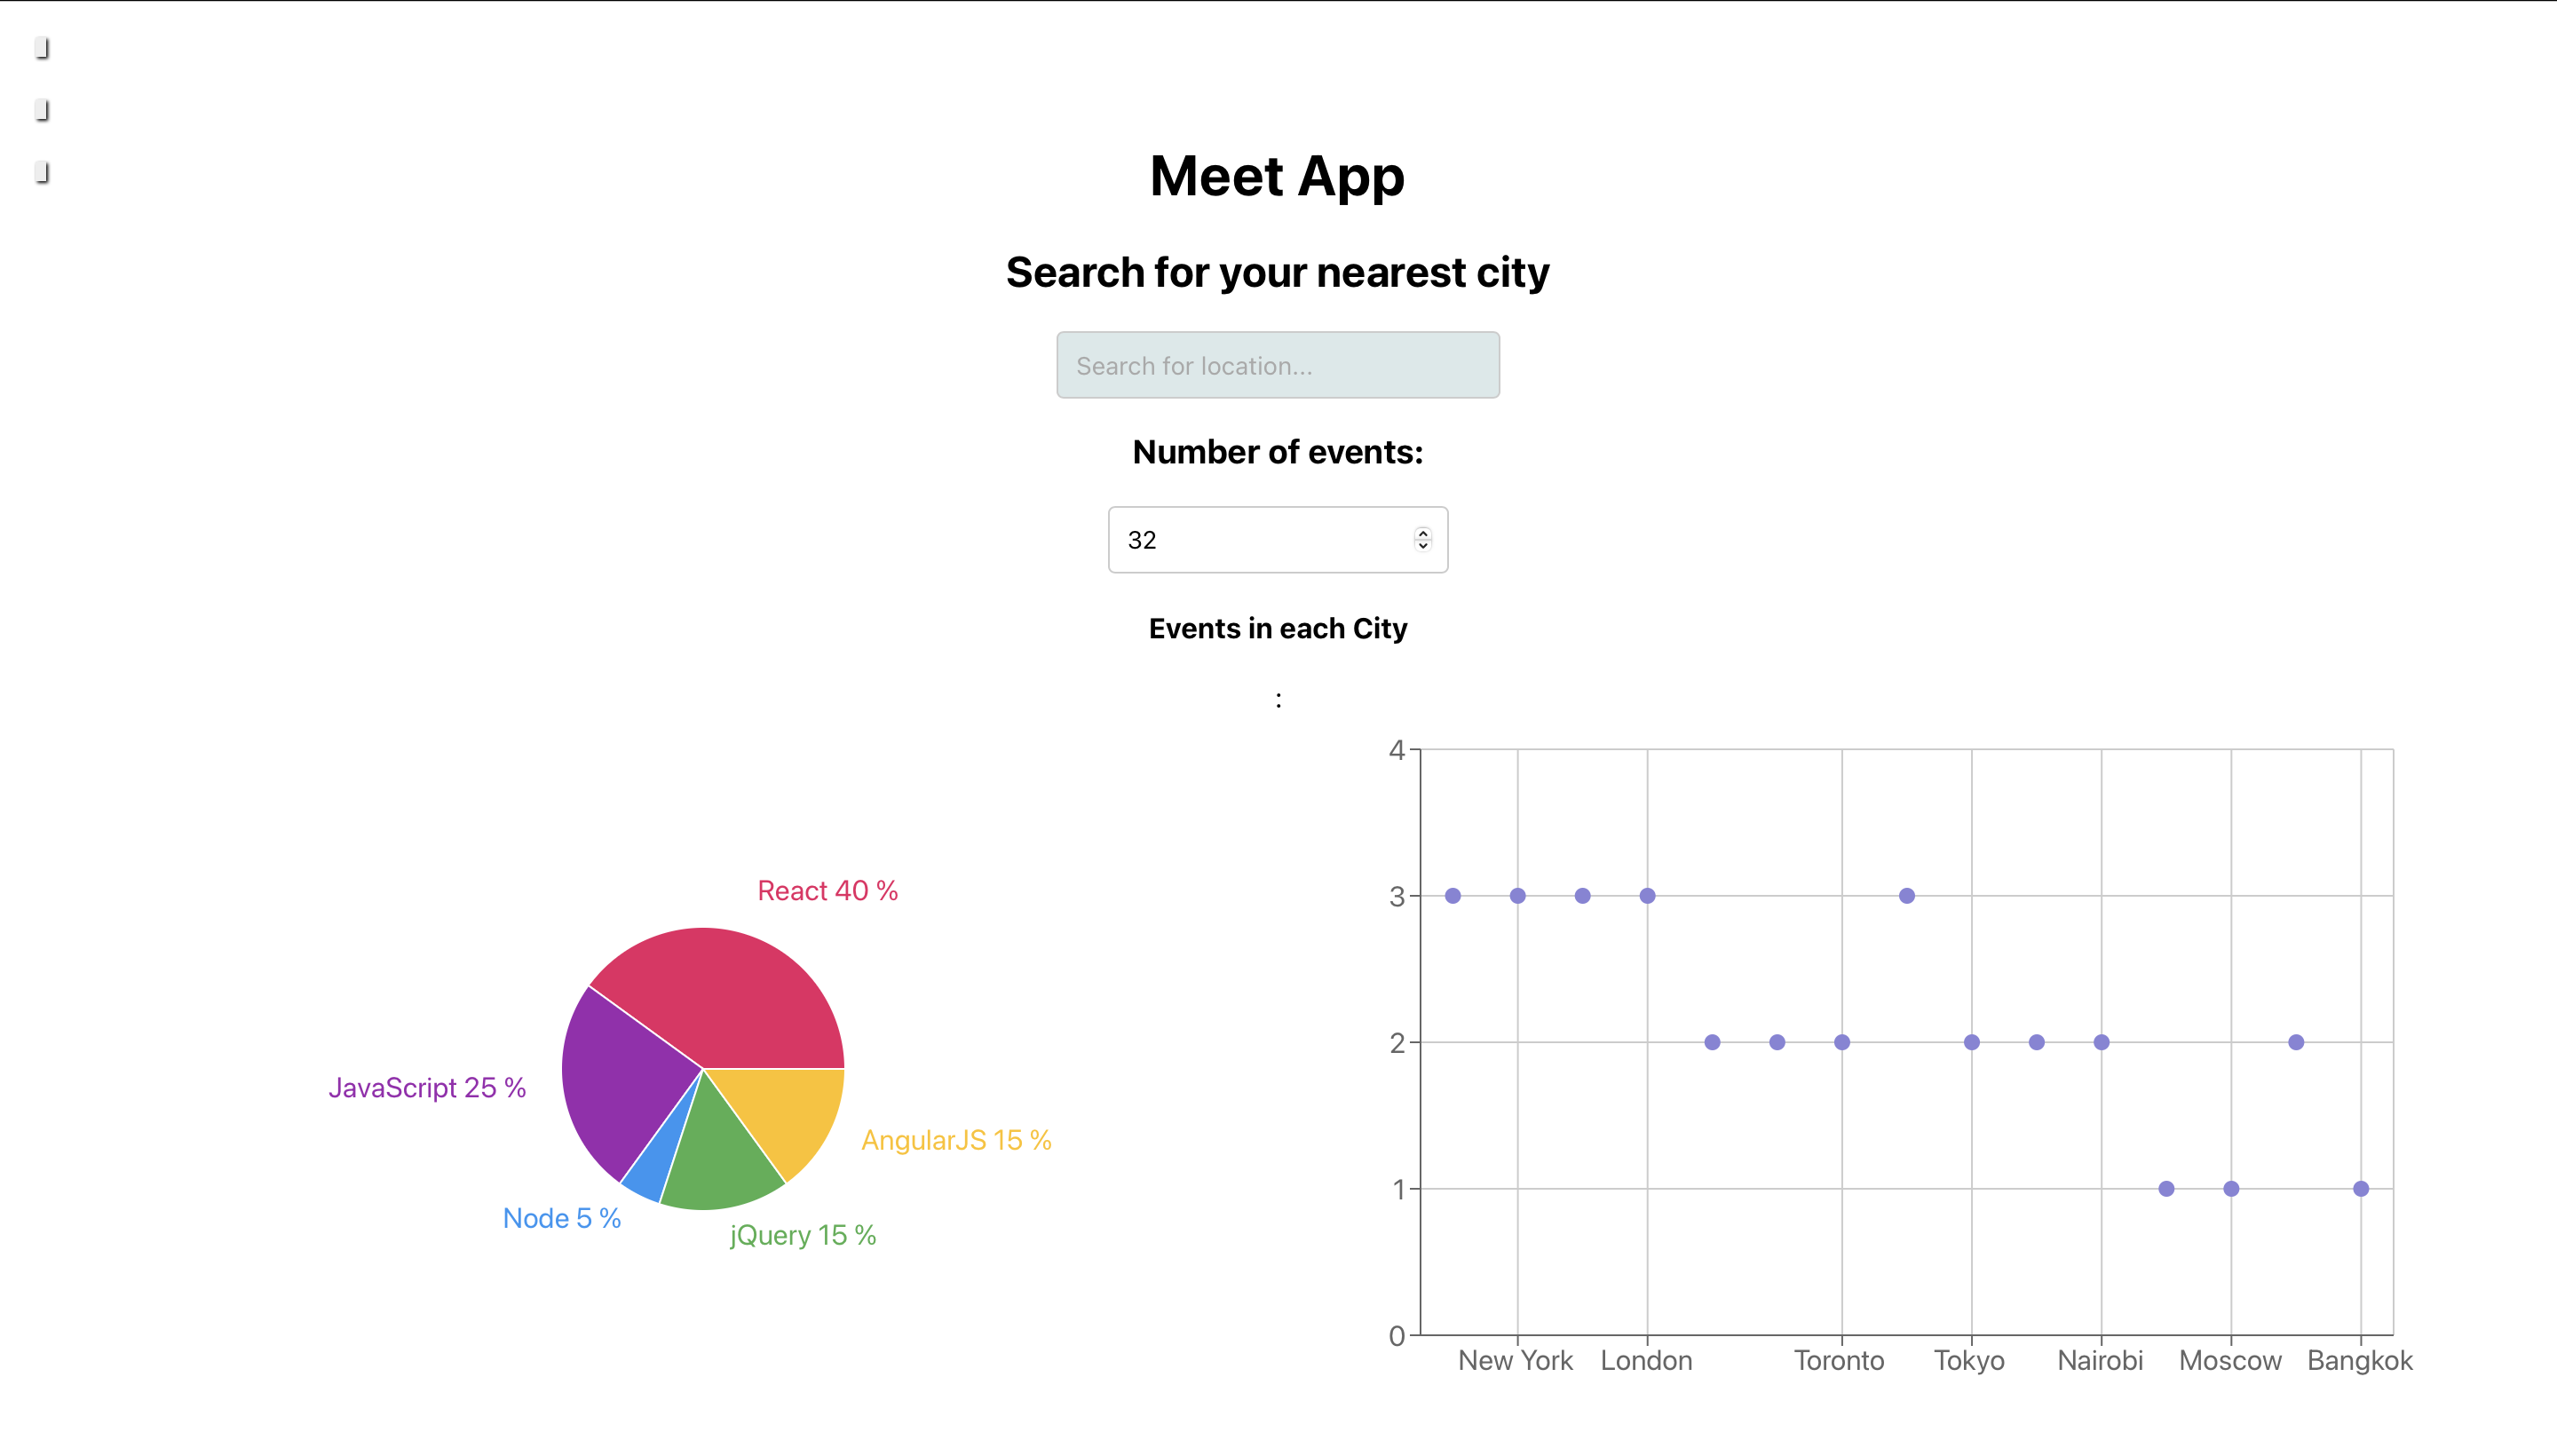 Meet App
Search for your nearest city
Search for location...
Number of events:
32
Events in each City
:
React 40 %
JavaScript 25 %
AngularJS 15 %
Node 5 %
jQuery 15 %
4
3
2
1
0
New York London Toronto Tokyo Nairobi Moscow Bangkok